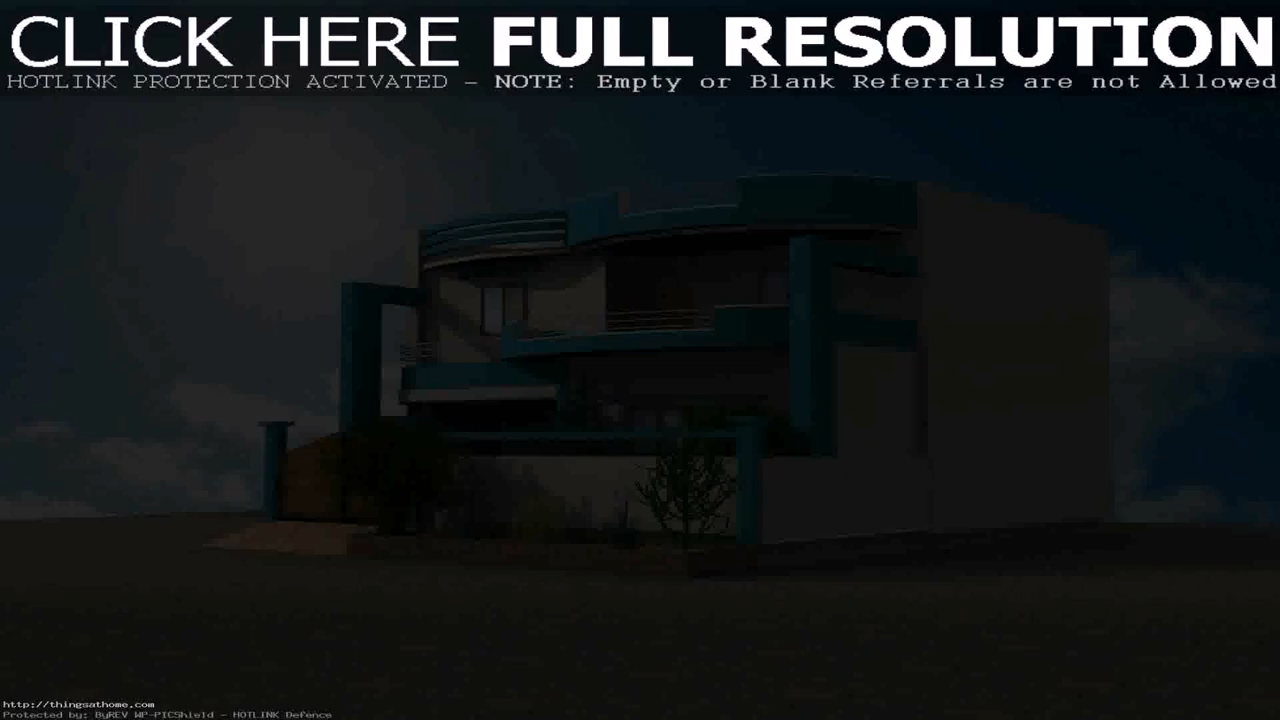 CLICK HERE FULL RESOLUTION
HOTLINK PROTECTION ACTIVATED - NOTE: Empty or Blank Referrals are not Allowed
http://thingsathome.com
Protected by: ByREV WP-PICShield - HOTLINK Defence